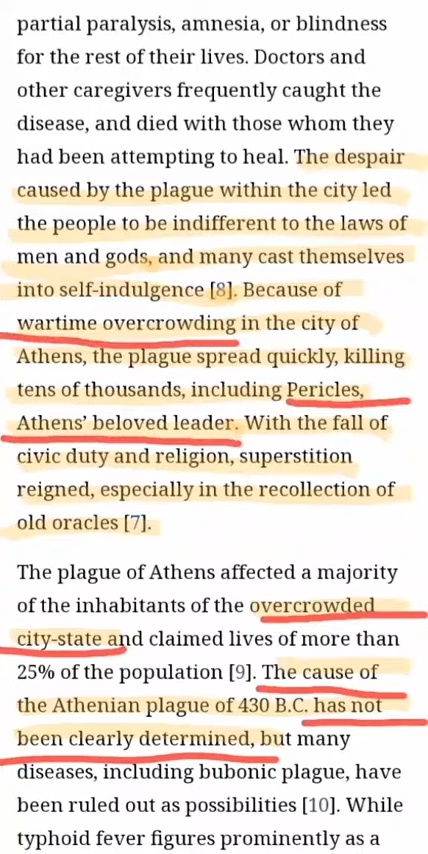 partial paralysis, amnesia, or blindness
for the rest of their lives. Doctors and
other caregivers frequently caught the
disease, and died with those whom they
had been attempting to heal. The despair
caused by the plague within the city led
the people to be indifferent to the laws of
men and gods, and many cast themselves
into self-indulgence [8]. Because of
wartime overcrowding in the city of
Athens, the plague spread quickly, killing
tens of thousands, including Pericles,
Athens’ beloved leader. With the fall of
civic duty and religion, superstition
reigned, especially in the recollection of
old oracles [7].
The plague of Athens affected a majority
of the inhabitants of the overcrowded
city-state and claimed lives of more than
25% of the population [9]. The cause of
the Athenian plague of 430 B.C. has not
been clearly determined, but many
diseases, including bubonic plague, have
been ruled out as possibilities [10]. While
typhoid fever figures prominently as a